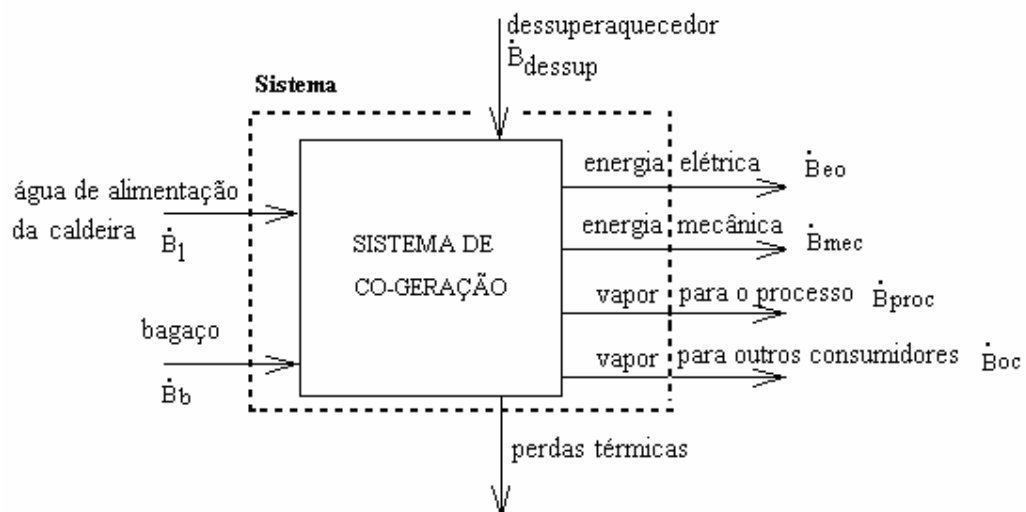 dessuperaquecedor
Ḃdessup
Sistema
energia elétrica Ḃeo
água de alimentação
da caldeira Ḃ1
energia mecânica Ḃmec
SISTEMA DE
CO-GERAÇÃO
vapor para o processo Ḃproc
bagaço
Ḃb
vapor para outros consumidores Ḃoc
perdas térmicas